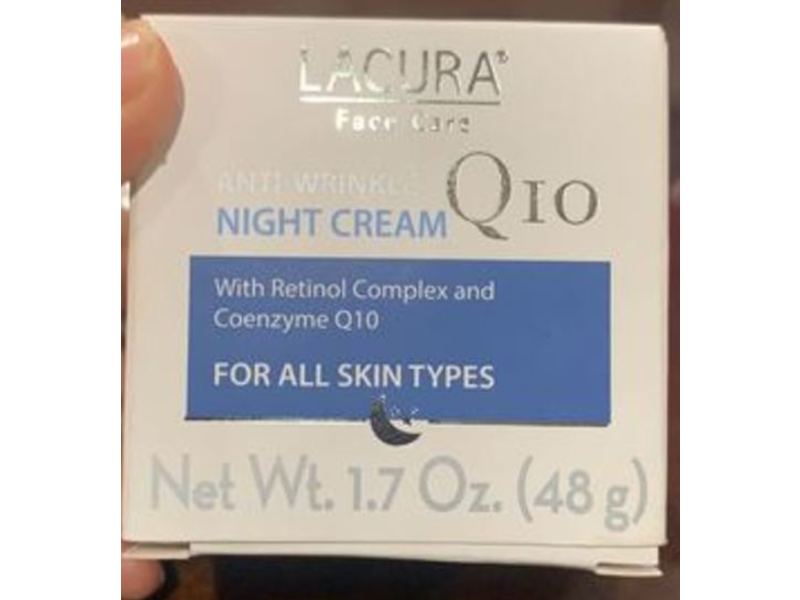 LACURA®
Face Care
ANTI-WRINKLE
NIGHT CREAM
Q10
With Retinol Complex and
Coenzyme Q10
FOR ALL SKIN TYPES
Net Wt. 1.7 Oz. (48 g)